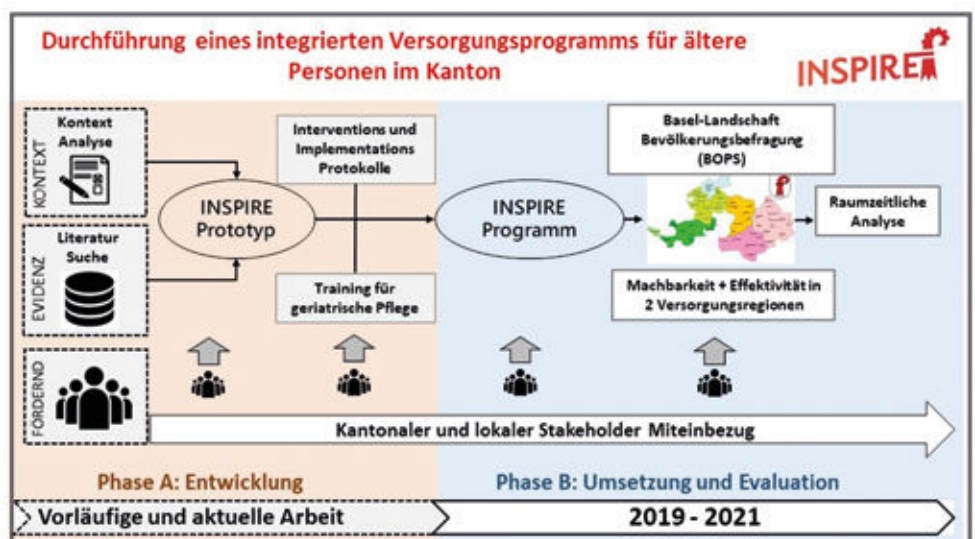 Durchführung eines integrierten Versorgungsprogramms für ältere
Personen im Kanton
INSPIRE
KONTEXT
Kontext
Analyse
EVIDENZ
Literatur
Suche
FÖRDERND
INSPIRE
Prototyp
Interventions und
Implementations
Protokolle
Training für
geriatrische Pflege
INSPIRE
Programm
Basel-Landschaft
Bevölkerungsbefragung
(BOPS)
Machbarkeit + Effektivität in
2 Versorgungsregionen
Raumzeitliche
Analyse
Kantonaler und lokaler Stakeholder Miteinbezug
Phase A: Entwicklung
Phase B: Umsetzung und Evaluation
Vorläufige und aktuelle Arbeit
2019 - 2021